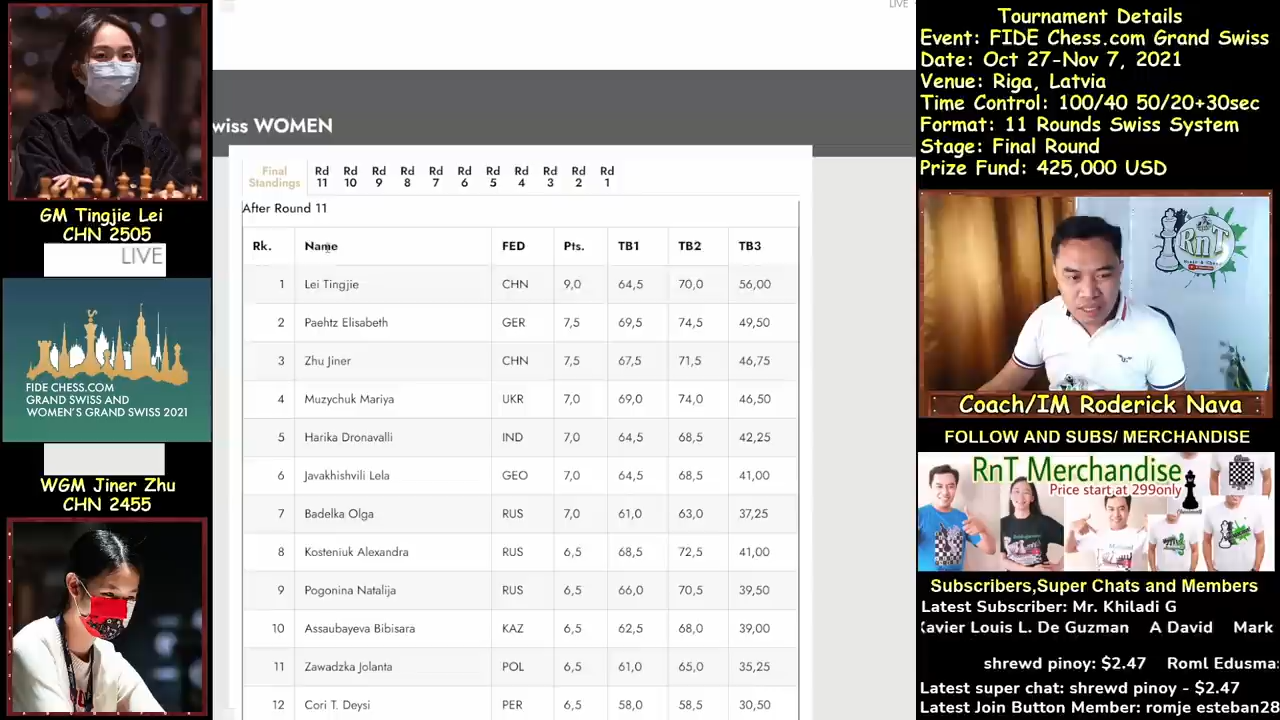 GM Tingjie Lei
CHN 2505
LIVE
FIDE CHESS.COM
GRAND SWISS AND
WOMEN'S GRAND SWISS 2021
WGM Jiner Zhu
CHN 2455
LIVE
wiss WOMEN
Final Standings Rd 11 Rd 10 Rd 9 Rd 8 Rd 7 Rd 6 Rd 5 Rd 4 Rd 3 Rd 2 Rd 1
After Round 11
Rk. Name FED Pts. TB1 TB2 TB3
1 Lei Tingjie CHN 9,0 64,5 70,0 56,00
2 Paehtz Elisabeth GER 7,5 69,5 74,5 49,50
3 Zhu Jiner CHN 7,5 67,5 71,5 46,75
4 Muzychuk Mariya UKR 7,0 69,0 74,0 46,50
5 Harika Dronavalli IND 7,0 64,5 68,5 42,25
6 Javakhishvili Lela GEO 7,0 64,5 68,5 41,00
7 Badelka Olga RUS 7,0 61,0 63,0 37,25
8 Kosteniuk Alexandra RUS 6,5 68,5 72,5 41,00
9 Pogonina Natalija RUS 6,5 66,0 70,5 39,50
10 Assaubayeva Bibisara KAZ 6,5 62,5 68,0 39,00
11 Zawadzka Jolanta POL 6,5 61,0 65,0 35,25
12 Cori T. Deysi PER 6,5 58,0 58,5 30,50
Tournament Details
Event: FIDE Chess.com Grand Swiss
Date: Oct 27-Nov 7, 2021
Venue: Riga, Latvia
Time Control: 100/40 50/20+30sec
Format: 11 Rounds Swiss System
Stage: Final Round
Prize Fund: 425,000 USD
RnT
Coach/IM Roderick Nava
FOLLOW AND SUBS/ MERCHANDISE
RnT Merchandise
Price start at 299only
Subscribers,Super Chats and Members
Latest Subscriber: Mr. Khiladi G
Xavier Louis L. De Guzman A David Mark
shrewd pinoy: $2.47 Roml Edusma
Latest super chat: shrewd pinoy - $2.47
Latest Join Button Member: romje esteban28